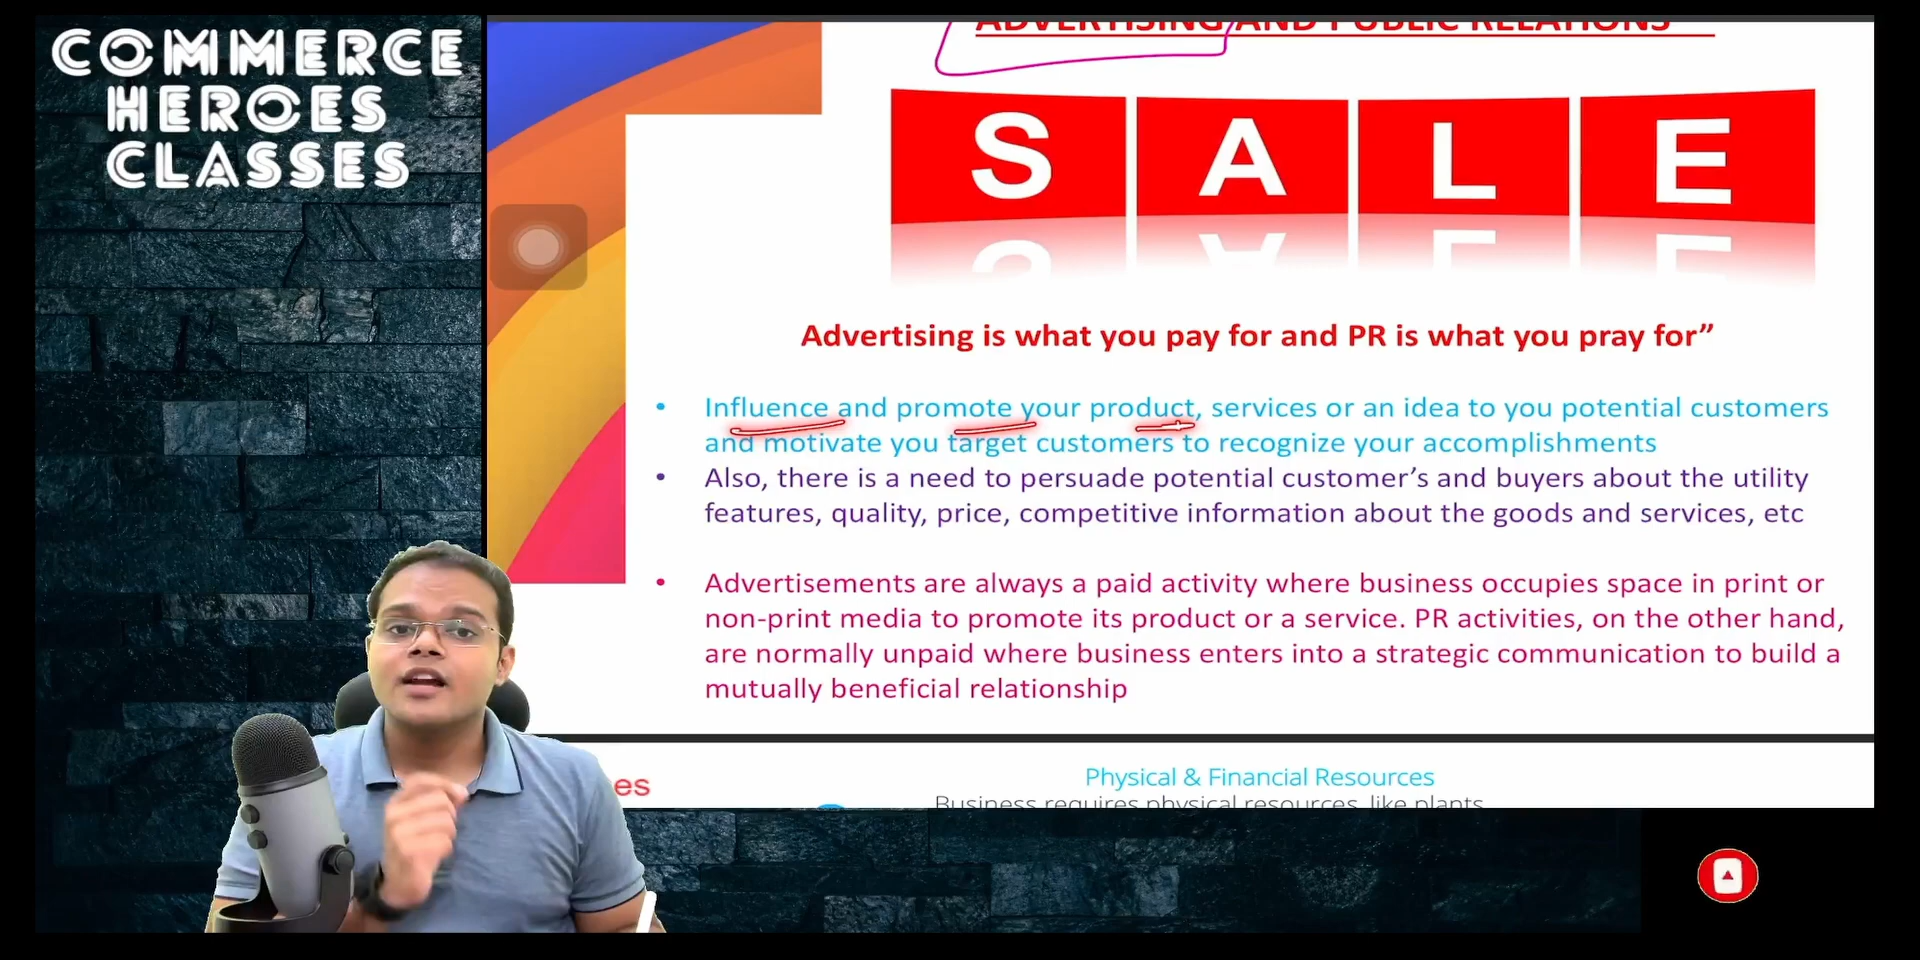 COMMERCE
HEROES
CLASSES
ADVERTISING AND PUBLIC RELATIONS
S A L E
Advertising is what you pay for and PR is what you pray for”
• Influence and promote your product, services or an idea to you potential customers
and motivate you target customers to recognize your accomplishments
• Also, there is a need to persuade potential customer’s and buyers about the utility
features, quality, price, competitive information about the goods and services, etc
• Advertisements are always a paid activity where business occupies space in print or
non-print media to promote its product or a service. PR activities, on the other hand,
are normally unpaid where business enters into a strategic communication to build a
mutually beneficial relationship
es
Physical & Financial Resources
Business requires physical resources, like plants